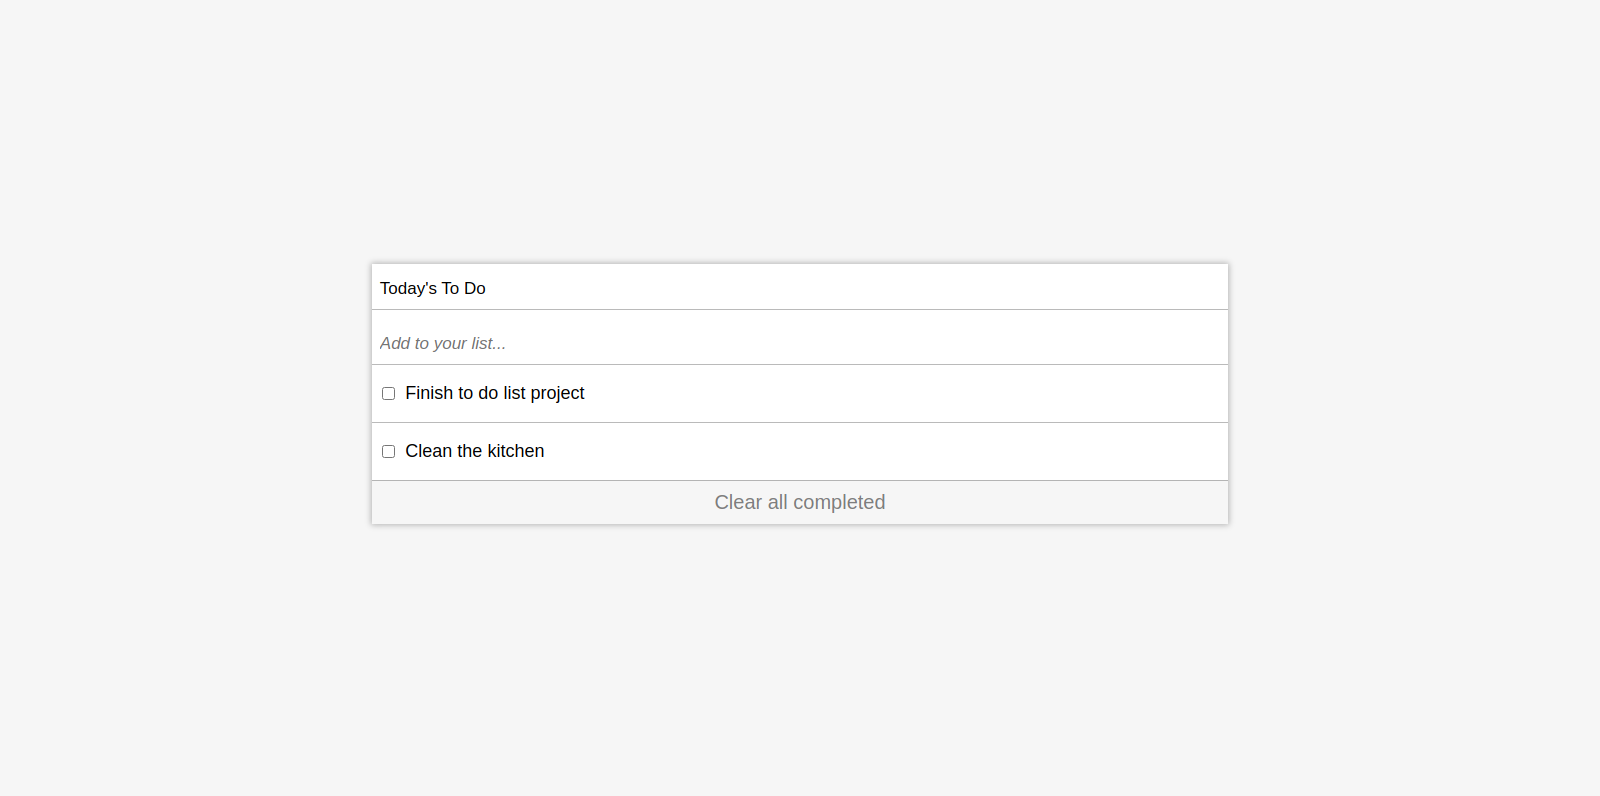 Today's To Do
Add to your list...
Finish to do list project
Clean the kitchen
Clear all completed